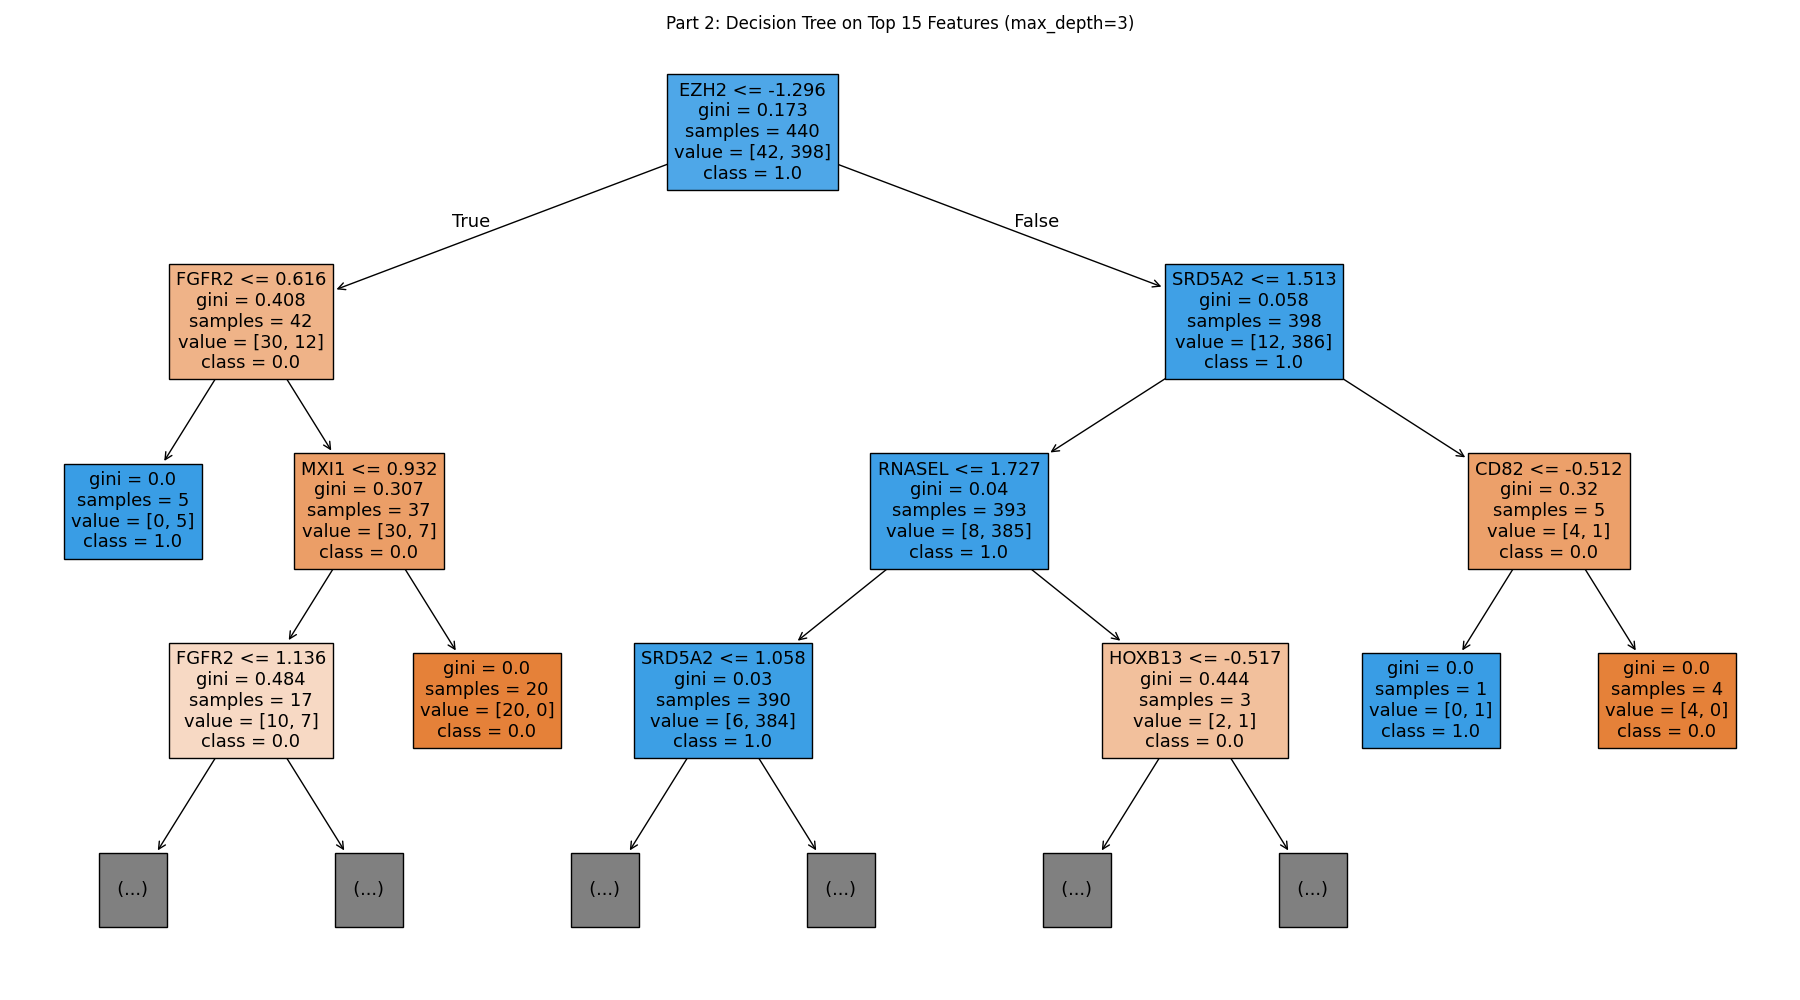 Part 2: Decision Tree on Top 15 Features (max_depth=3)
EZH2 <= -1.296
gini = 0.173
samples = 440
value = [42, 398]
class = 1.0
True
False
FGFR2 <= 0.616
gini = 0.408
samples = 42
value = [30, 12]
class = 0.0
SRD5A2 <= 1.513
gini = 0.058
samples = 398
value = [12, 386]
class = 1.0
gini = 0.0
samples = 5
value = [0, 5]
class = 1.0
MXI1 <= 0.932
gini = 0.307
samples = 37
value = [30, 7]
class = 0.0
RNASEL <= 1.727
gini = 0.04
samples = 393
value = [8, 385]
class = 1.0
CD82 <= -0.512
gini = 0.32
samples = 5
value = [4, 1]
class = 0.0
FGFR2 <= 1.136
gini = 0.484
samples = 17
value = [10, 7]
class = 0.0
gini = 0.0
samples = 20
value = [20, 0]
class = 0.0
SRD5A2 <= 1.058
gini = 0.03
samples = 390
value = [6, 384]
class = 1.0
HOXB13 <= -0.517
gini = 0.444
samples = 3
value = [2, 1]
class = 0.0
gini = 0.0
samples = 1
value = [0, 1]
class = 1.0
gini = 0.0
samples = 4
value = [4, 0]
class = 0.0
(...)
(...)
(...)
(...)
(...)
(...)